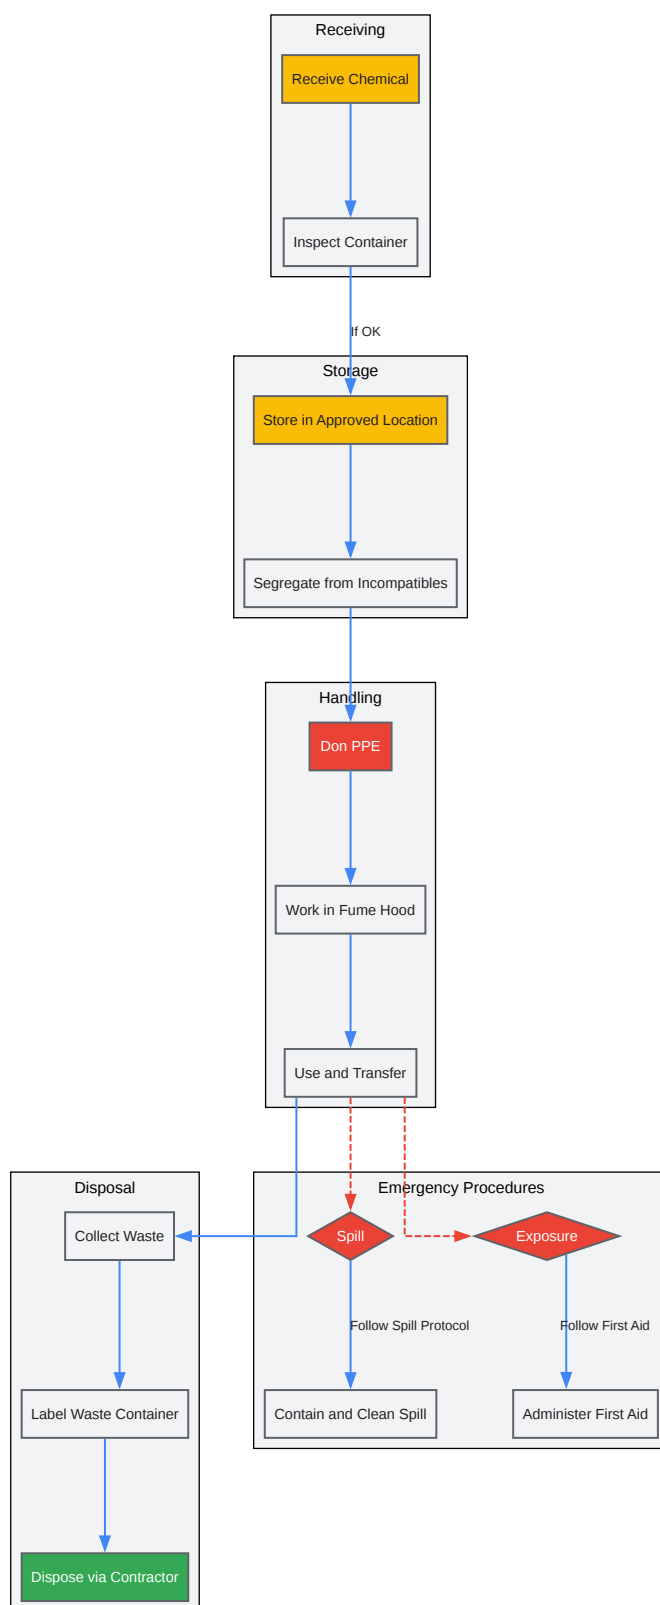 Receiving
Receive Chemical
Inspect Container
If OK
Storage
Store in Approved Location
Segregate from Incompatibles
Handling
Don PPE
Work in Fume Hood
Use and Transfer
Disposal
Collect Waste
Label Waste Container
Dispose via Contractor
Emergency Procedures
Spill
Exposure
Follow Spill Protocol
Follow First Aid
Contain and Clean Spill
Administer First Aid